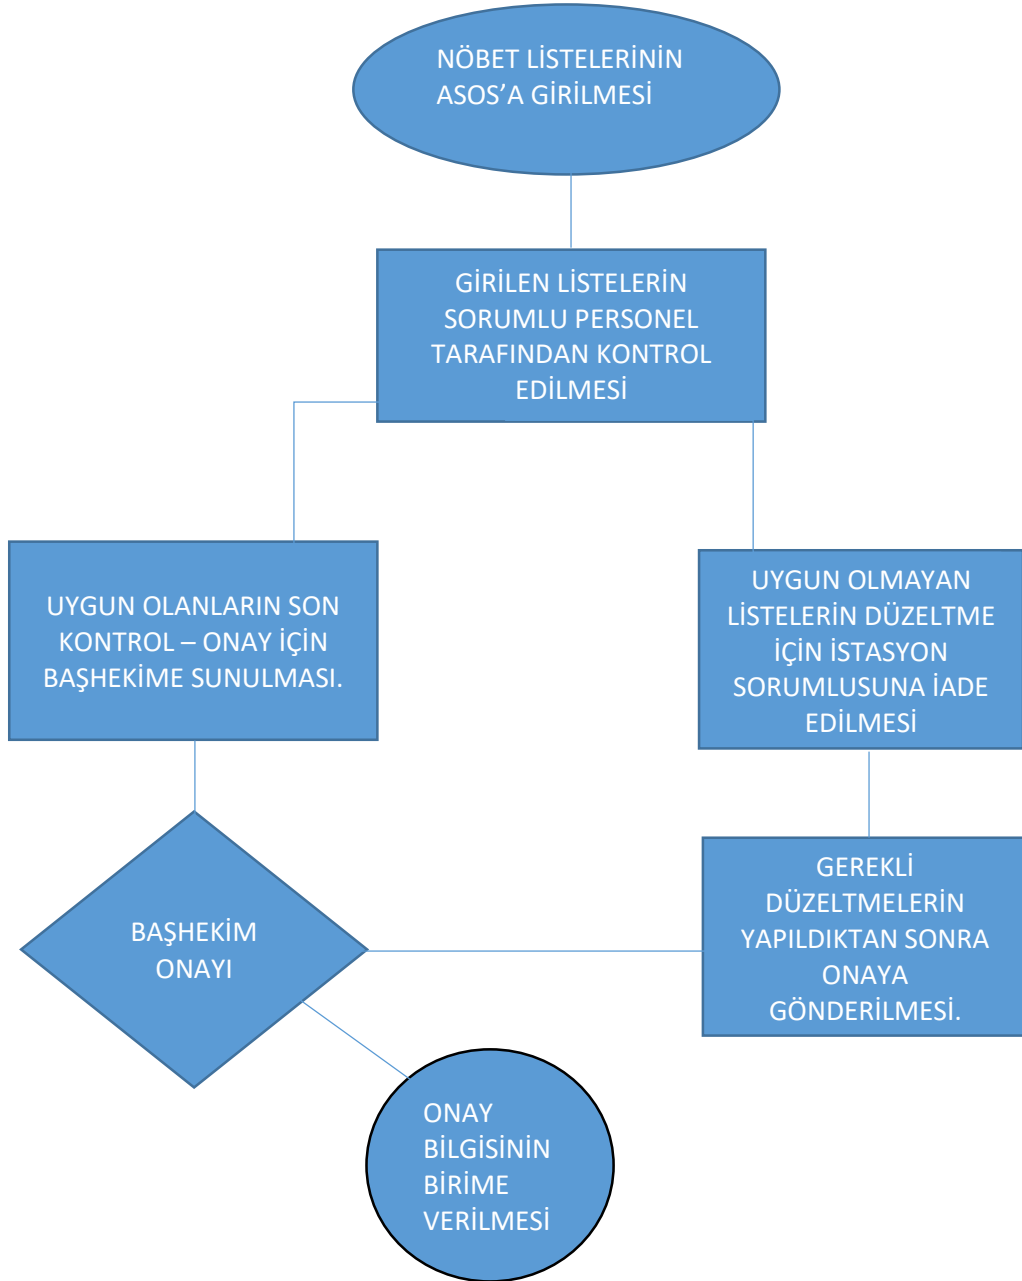 NÖBET LİSTELERİNİN
ASOS’A GİRİLMESİ
GİRİLEN LİSTELERİN
SORUMLU PERSONEL
TARAFINDAN KONTROL
EDİLMESİ
UYGUN OLANLARIN SON
KONTROL – ONAY İÇİN
BAŞHEKİME SUNULMASI.
UYGUN OLMAYAN
LİSTELERİN DÜZELTME
İÇİN İSTASYON
SORUMLUSUNA İADE
EDİLMESİ
BAŞHEKİM
ONAYI
GEREKLİ
DÜZELTMELERİN
YAPILDIKTAN SONRA
ONAYA
GÖNDERİLMESİ.
ONAY
BİLGİSİNİN
BİRİME
VERİLMESİ